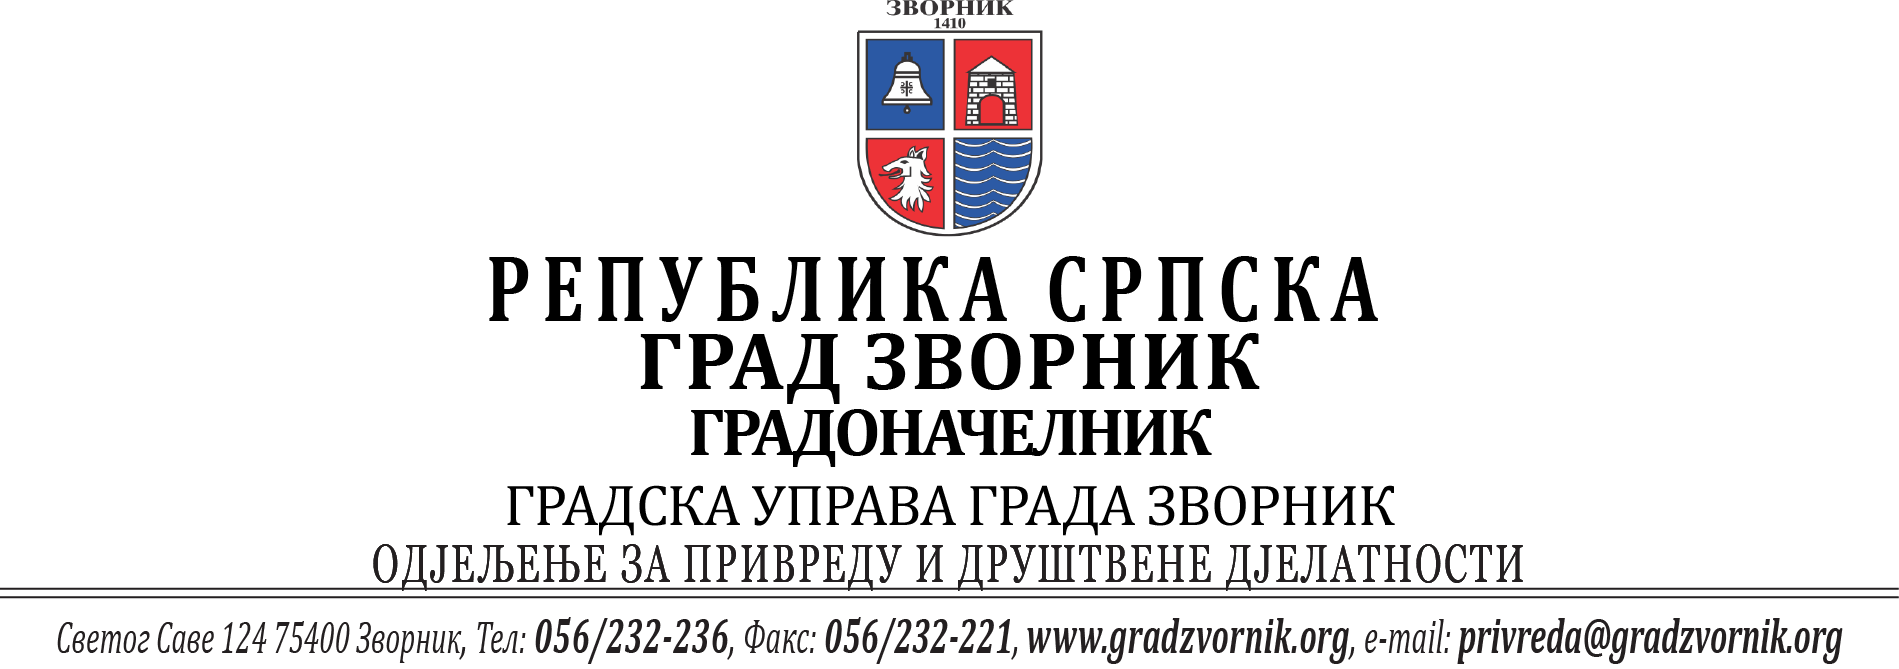 ЗВОРНИК
1410
РЕПУБЛИКА СРПСКА
ГРАД ЗВОРНИК
ГРАДОНАЧЕЛНИК
ГРАДСКА УПРАВА ГРАДА ЗВОРНИК
ОДЈЕЉЕЊЕ ЗА ПРИВРЕДУ И ДРУШТВЕНЕ ДЈЕЛАТНОСТИ
Светог Саве 124 75400 Зворник, Тел: 056/232-236, Факс: 056/232-221, www.gradzvornik.org, e-mail: privreda@gradzvornik.org